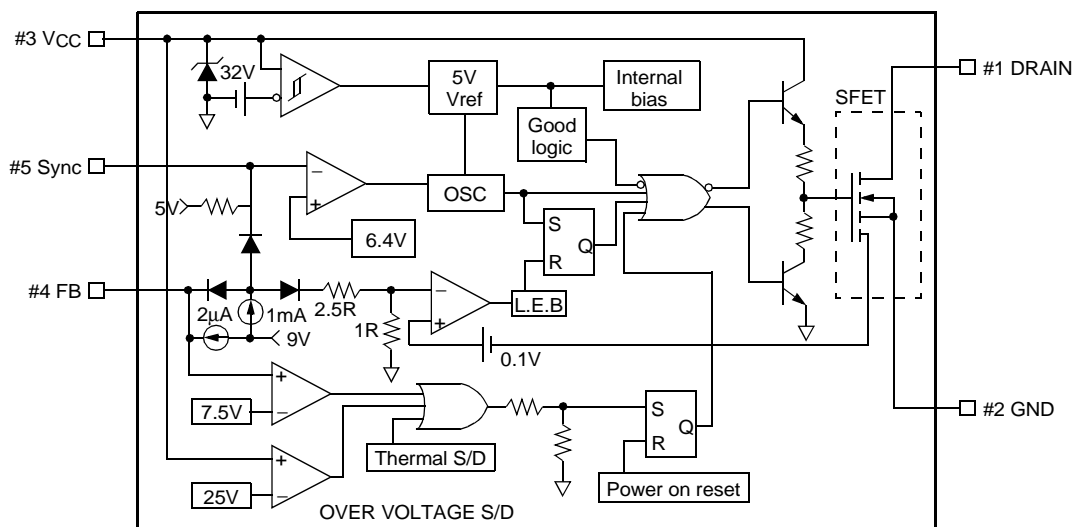 #3 VCC
32V
5V
Vref
Internal
bias
#1 DRAIN
SFET
Good
logic
#5 Sync
−
+
OSC
5V
6.4V
S
R
Q
#4 FB
2μA
1mA
9V
2.5R
1R
−
+
L.E.B
0.1V
+
−
7.5V
Thermal S/D
S
R
Q
#2 GND
+
−
25V
Power on reset
OVER VOLTAGE S/D